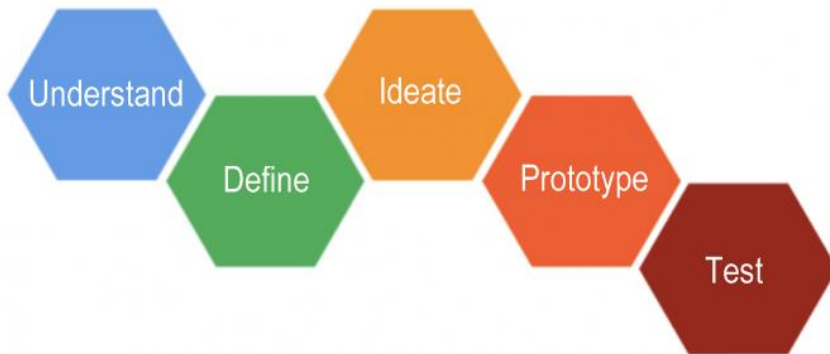 Understand
Define
Ideate
Prototype
Test